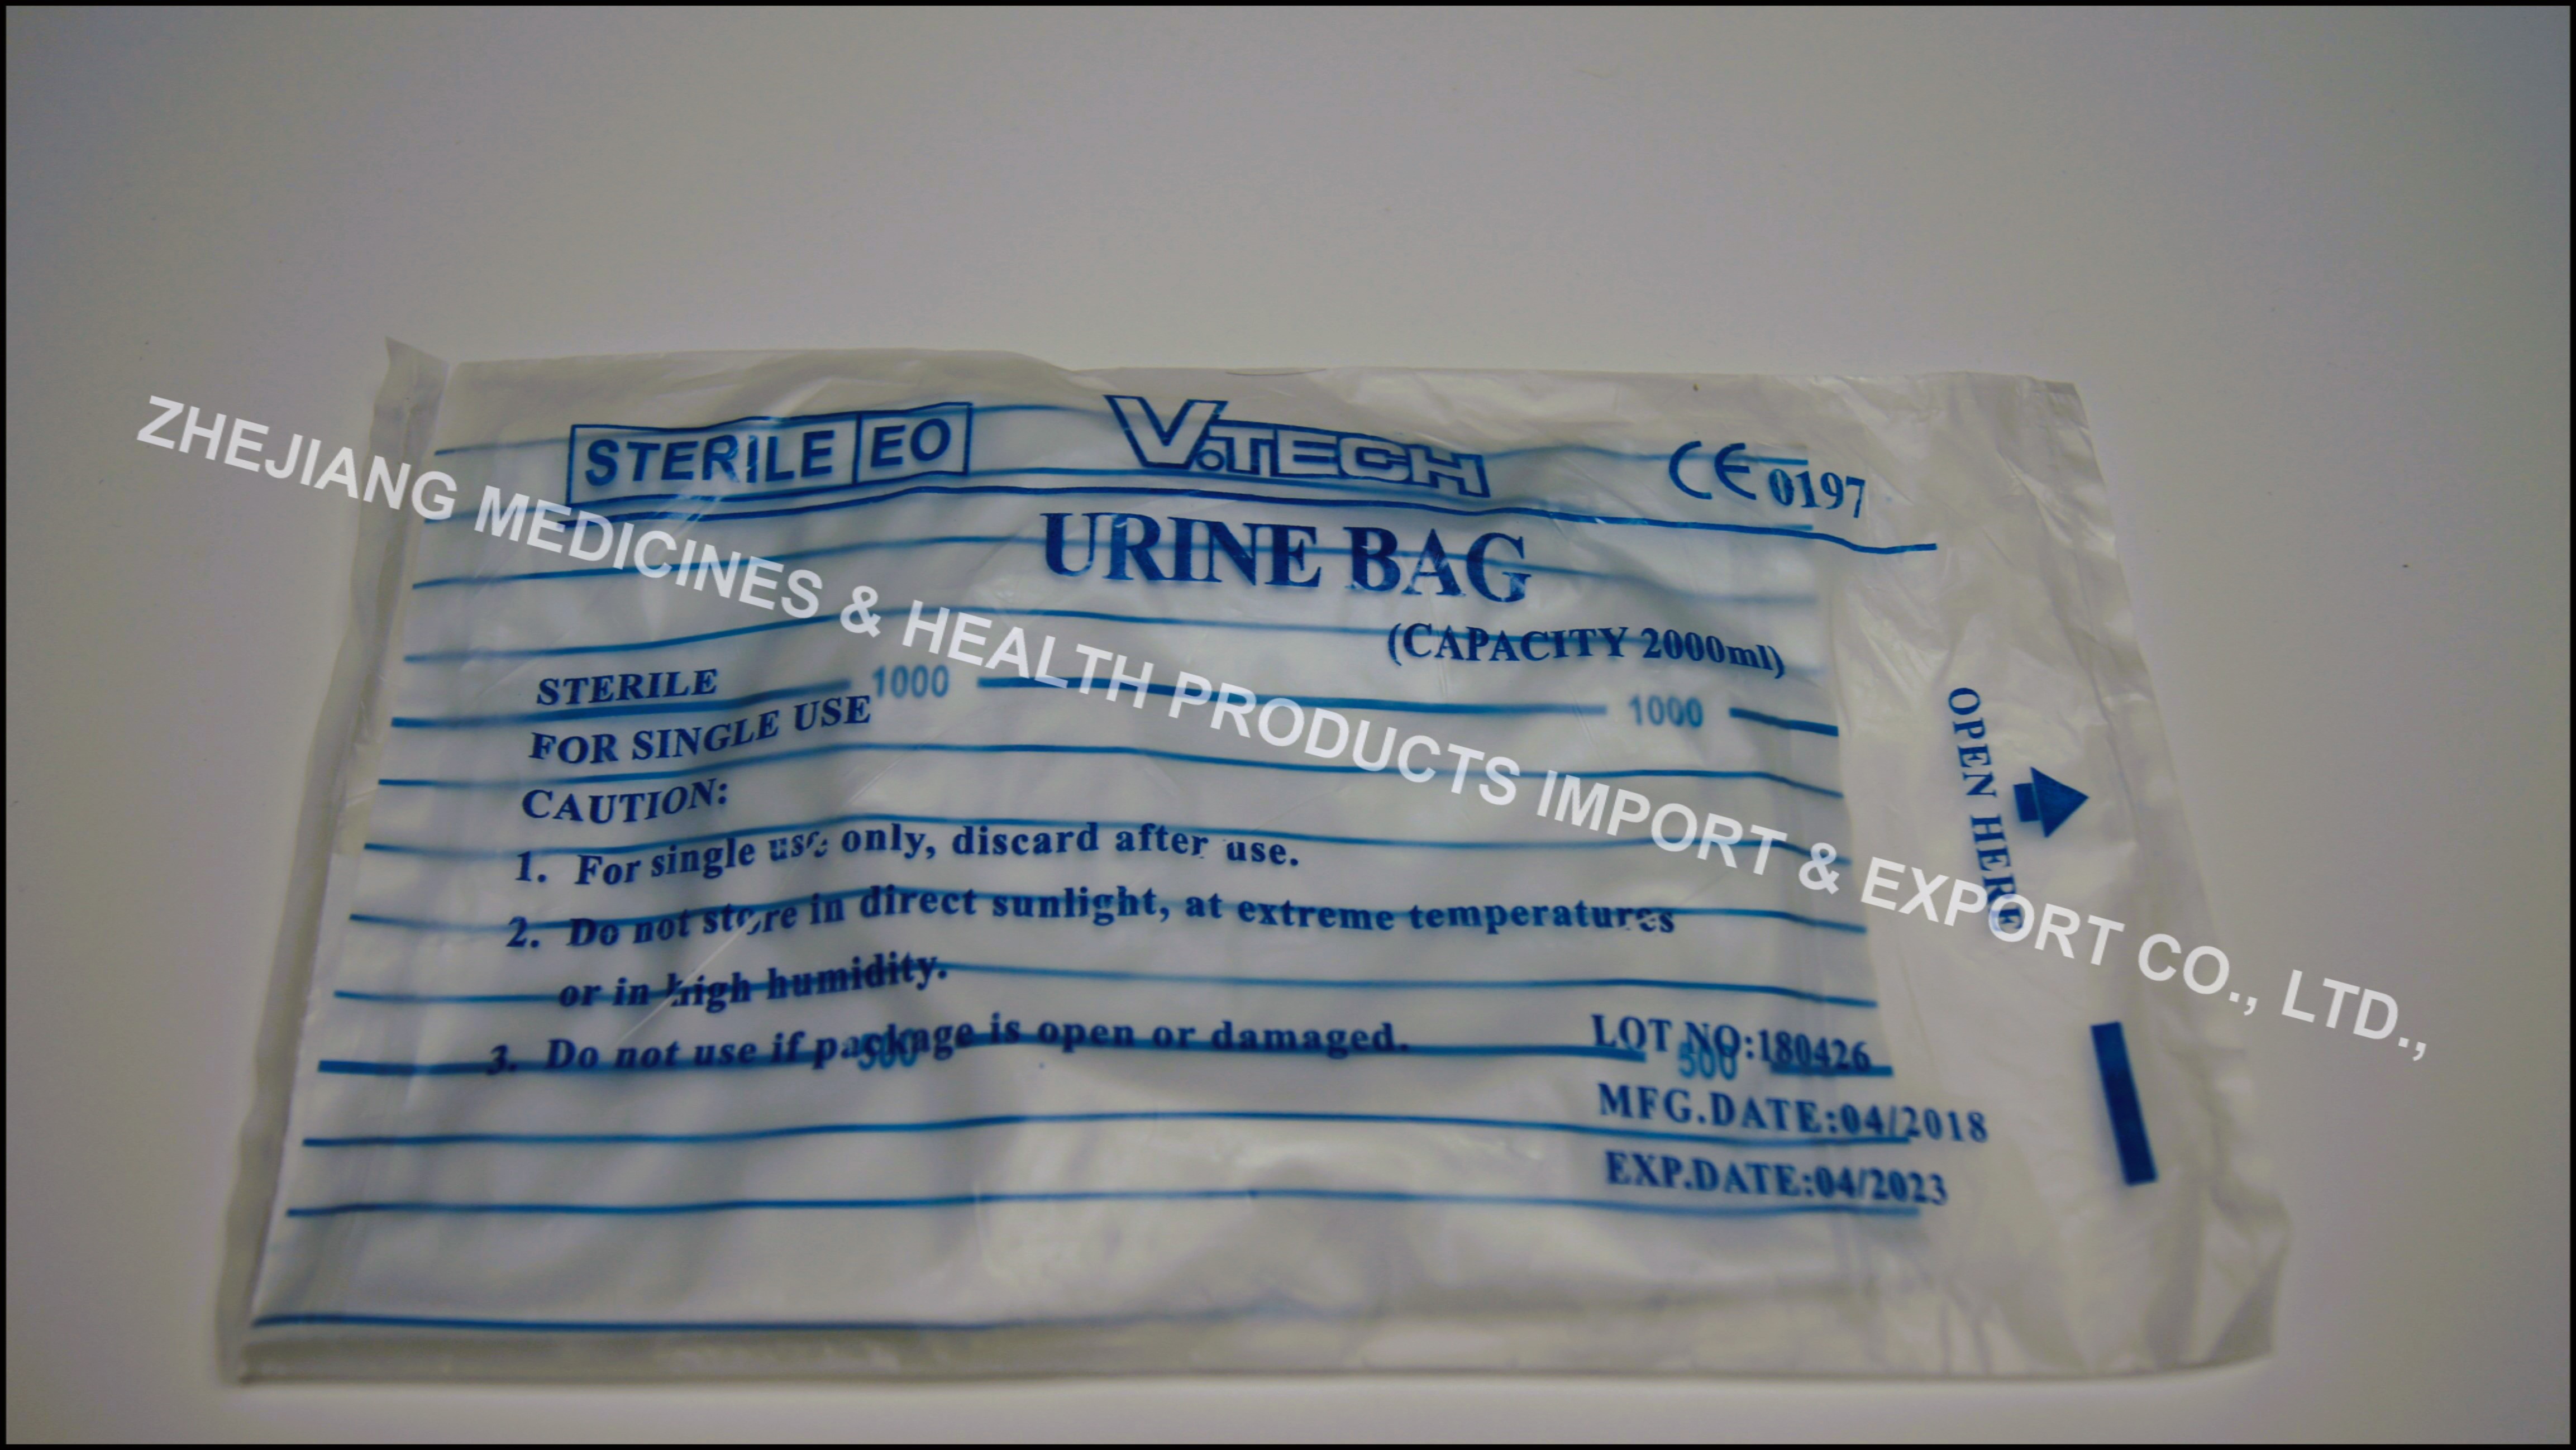 STERILE EO
V.TECH
CE 0197
URINE BAG
(CAPACITY 2000ml)
STERILE
1000
1000
FOR SINGLE USE
CAUTION:
1. For single use only, discard after use.
2. Do not store in direct sunlight, at extreme temperatures
or in high humidity.
3. Do not use if package is open or damaged.
500
500
LOT NO:180426
MFG.DATE:04/2018
EXP.DATE:04/2023
OPEN HERE
ZHEJIANG MEDICINES & HEALTH PRODUCTS IMPORT & EXPORT CO., LTD.,